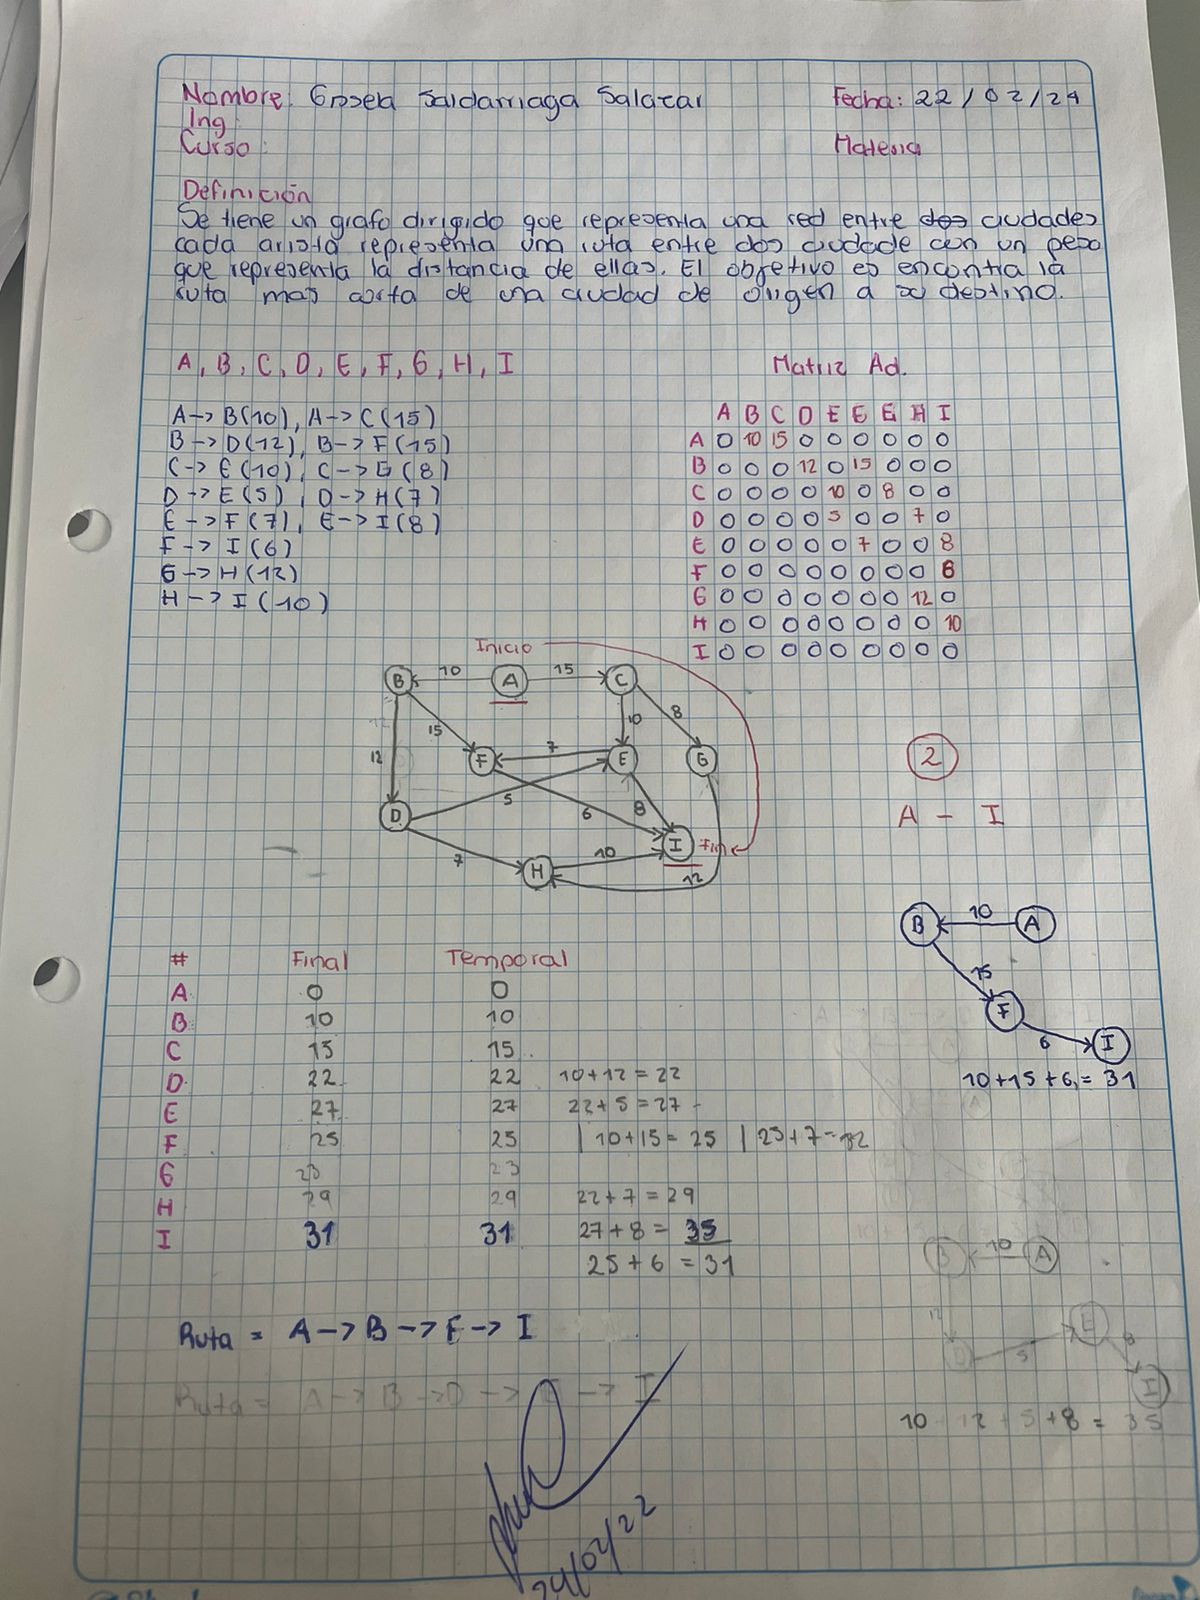 Nombre: Gissela Saldarriaga Salazar
Fecha: 22/02/24
Ing:
Curso:
Materia
Definición
Se tiene un grafo dirigido que representa una red entre dos ciudades
cada arista representa una ruta entre dos ciudade con un peso
que representa la distancia de ellas. El objetivo es encontra la
ruta mas corta de una ciudad de origen a su destino.
A, B, C, D, E, F, G, H, I
Matriz Ad.
A -> B(10), A -> C(15)
B -> D(12), B -> F(15)
C -> E(10), C -> G(8)
D -> E(5), D -> H(7)
E -> F(7), E -> I(8)
F -> I(6)
G -> H(12)
H -> I(10)
A B C D E E E H I
A 0 10 15 0 0 0 0 0 0
B 0 0 0 12 0 15 0 0 0
C 0 0 0 0 10 0 8 0 0
D 0 0 0 0 5 0 0 7 0
E 0 0 0 0 0 7 0 0 8
F 0 0 0 0 0 0 0 0 6
G 0 0 0 0 0 0 0 12 0
H 0 0 0 0 0 0 0 0 10
I 0 0 0 0 0 0 0 0 0
Inicio
B 10 A 15 C
12 15 10 8
F 7 E G
D 5 6 8
I Fin
7 H 10 12
2
A - I
B 10 A
15
F
6 I
10+15+6 = 31
# Final Temporal
A 0 0
B 10 10
C 15 15
D 22 22 10+12 = 22
E 27 27 22+5 = 27
F 25 25 | 10+15 = 25 | 25+7 = 32
G 23 23
H 29 29 22+7 = 29
I 31 31 27+8 = 35
25+6 = 31
B 10 A
12
D 5 E 8
I
10 + 12 + 5 + 8 = 35
Ruta = A -> B -> F -> I
Ruta = A -> B -> D -> E -> I
24/02/22